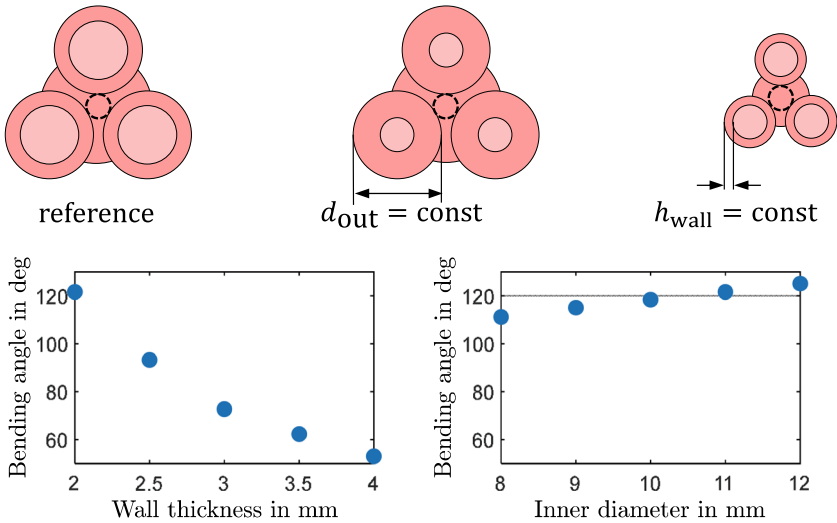 reference
d_out = const
h_wall = const
Bending angle in deg
120
100
80
60
2
2.5
3
3.5
4
Wall thickness in mm
Bending angle in deg
120
100
80
60
8
9
10
11
12
Inner diameter in mm